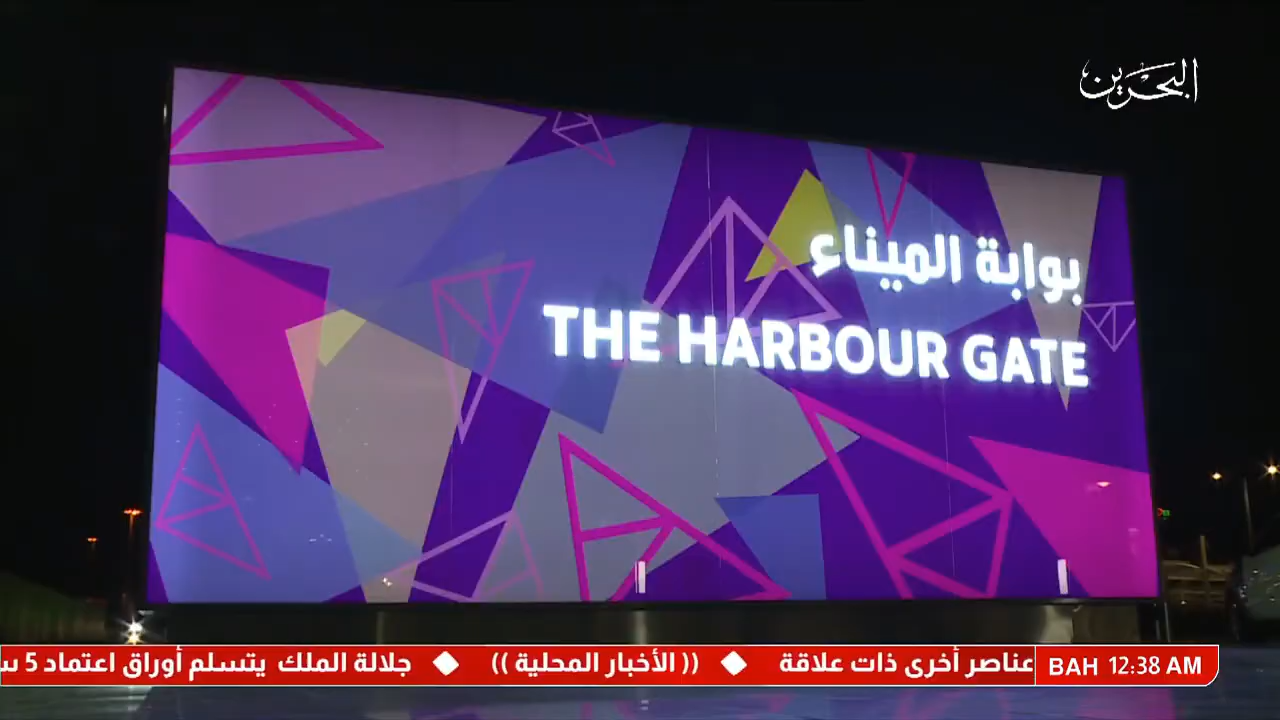 البحرين
بوابة الميناء
THE HARBOUR GATE
عناصر أخرى ذات علاقة ◆ (( الأخبار المحلية )) ◆ جلالة الملك يتسلم أوراق اعتماد 5
BAH 12:38 AM